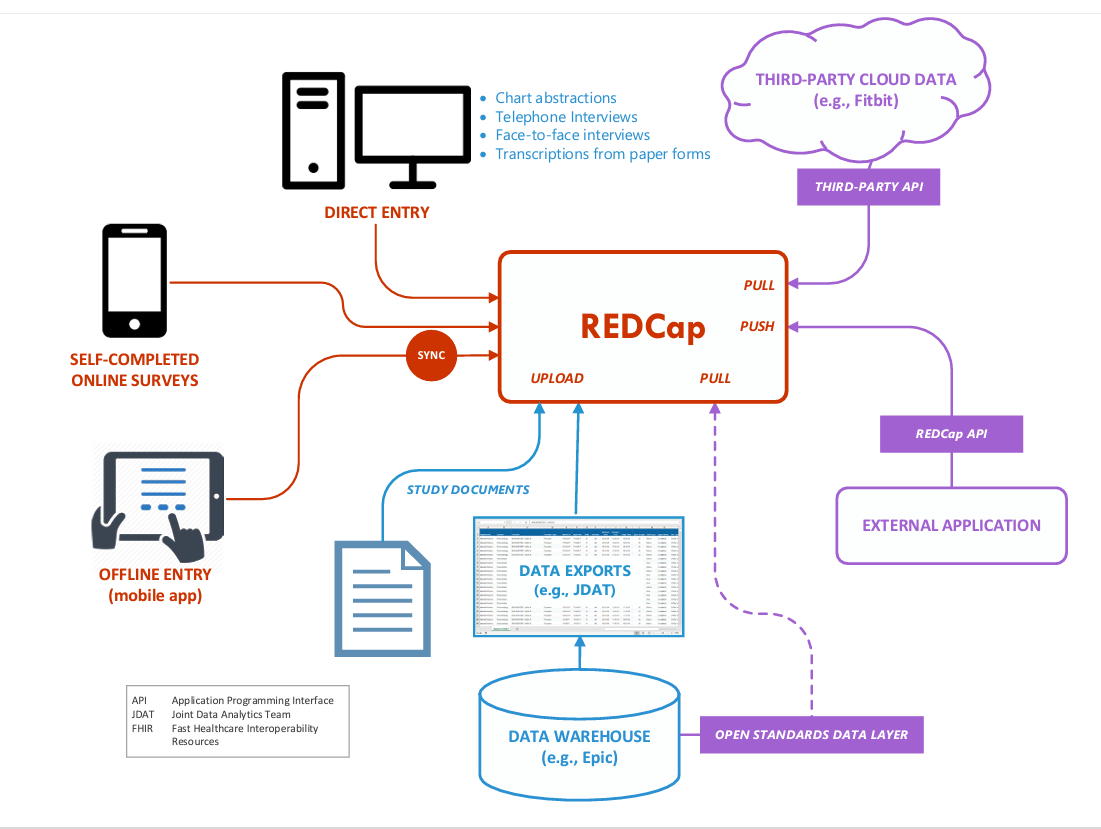 THIRD-PARTY CLOUD DATA
(e.g., Fitbit)
• Chart abstractions
• Telephone Interviews
• Face-to-face interviews
• Transcriptions from paper forms
THIRD-PARTY API
DIRECT ENTRY
PULL
REDCap
PUSH
SYNC
SELF-COMPLETED
ONLINE SURVEYS
UPLOAD
PULL
REDCap API
STUDY DOCUMENTS
EXTERNAL APPLICATION
DATA EXPORTS
(e.g., JDAT)
OFFLINE ENTRY
(mobile app)
API Application Programming Interface
JDAT Joint Data Analytics Team
FHIR Fast Healthcare Interoperability
Resources
DATA WAREHOUSE
(e.g., Epic)
OPEN STANDARDS DATA LAYER